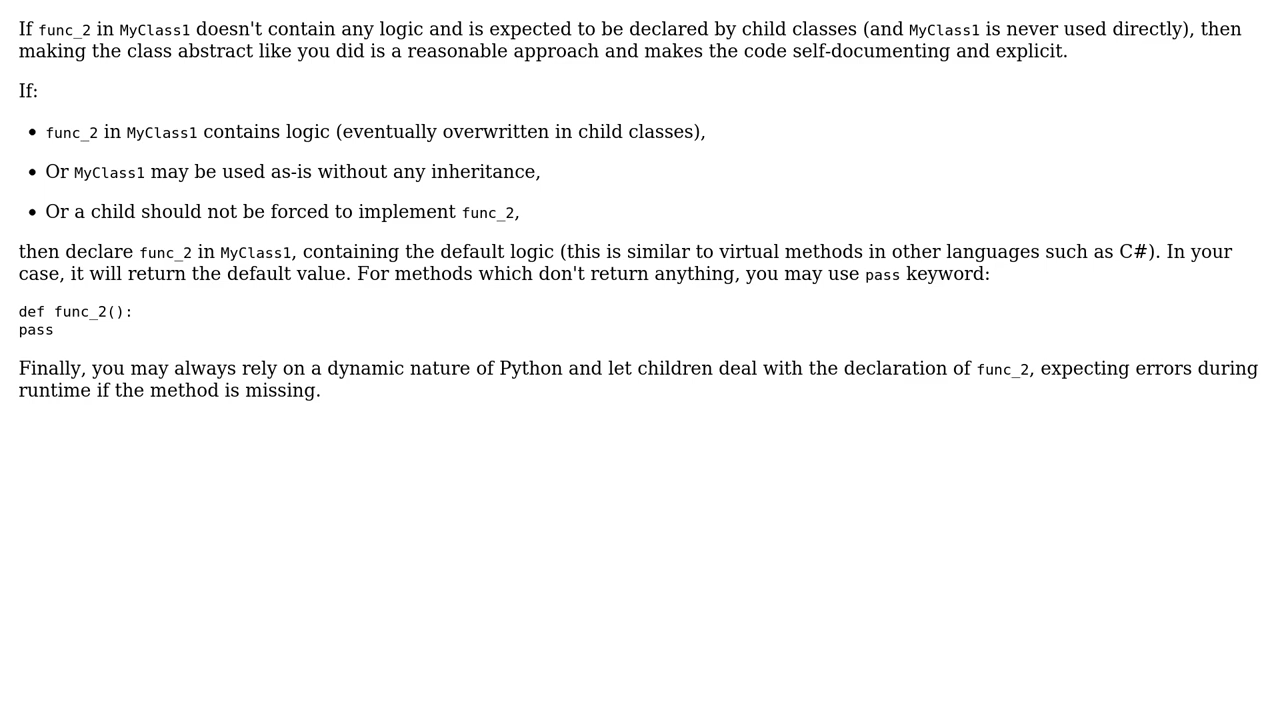 If func_2 in MyClass1 doesn't contain any logic and is expected to be declared by child classes (and MyClass1 is never used directly), then
making the class abstract like you did is a reasonable approach and makes the code self-documenting and explicit.
If:
• func_2 in MyClass1 contains logic (eventually overwritten in child classes),
• Or MyClass1 may be used as-is without any inheritance,
• Or a child should not be forced to implement func_2,
then declare func_2 in MyClass1, containing the default logic (this is similar to virtual methods in other languages such as C#). In your
case, it will return the default value. For methods which don't return anything, you may use pass keyword:
def func_2():
pass
Finally, you may always rely on a dynamic nature of Python and let children deal with the declaration of func_2, expecting errors during
runtime if the method is missing.